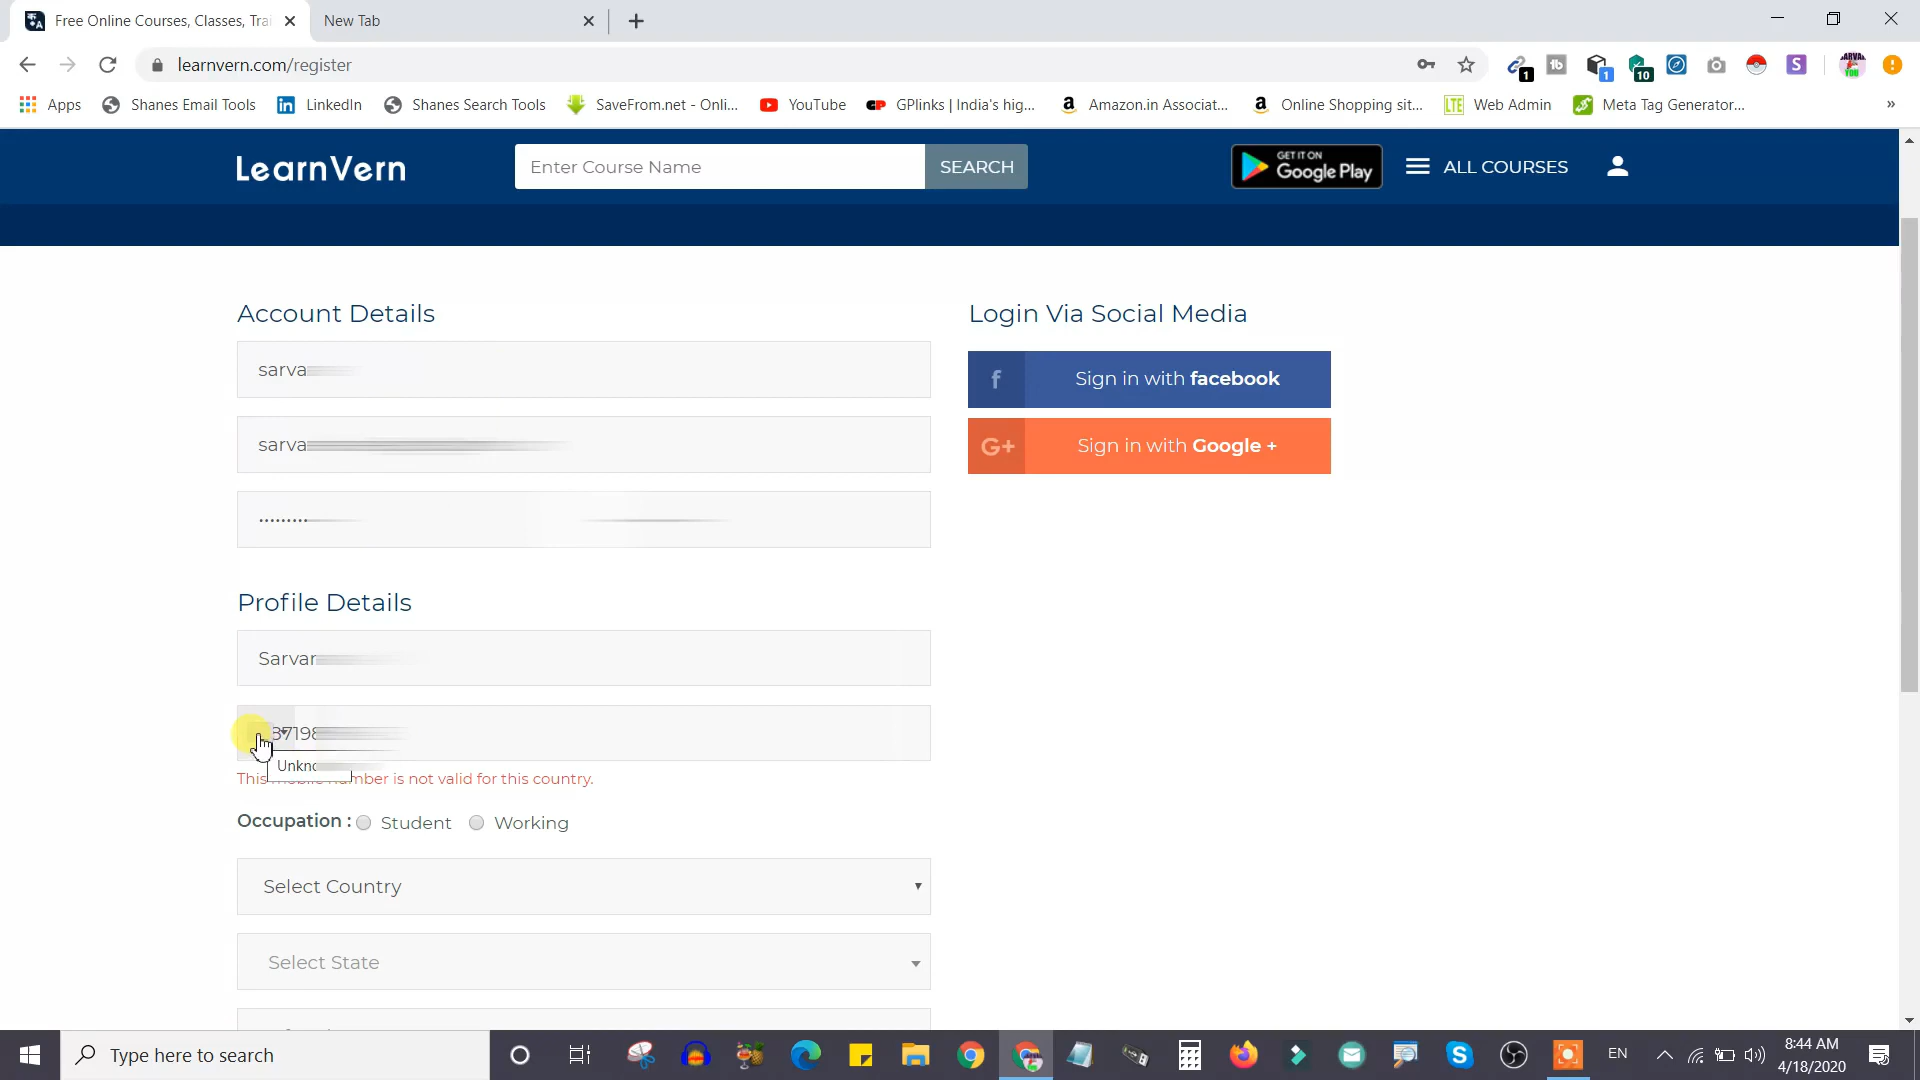 Free Online Courses, Classes, Trai
New Tab
learnvern.com/register
1
1
10
Apps
Shanes Email Tools
LinkedIn
Shanes Search Tools
SaveFrom.net - Onli...
YouTube
GPlinks | India's hig...
Amazon.in Associat...
Online Shopping sit...
Web Admin
Meta Tag Generator...
»
LearnVern
Enter Course Name
SEARCH
GET IT ON
Google Play
ALL COURSES
Account Details
Login Via Social Media
sarva
Sign in with facebook
sarva
G+
Sign in with Google +
Profile Details
Sarvar
87198
This mobile number is not valid for this country.
Occupation :
Student
Working
Select Country
Select State
Type here to search
EN
8:44 AM
4/18/2020